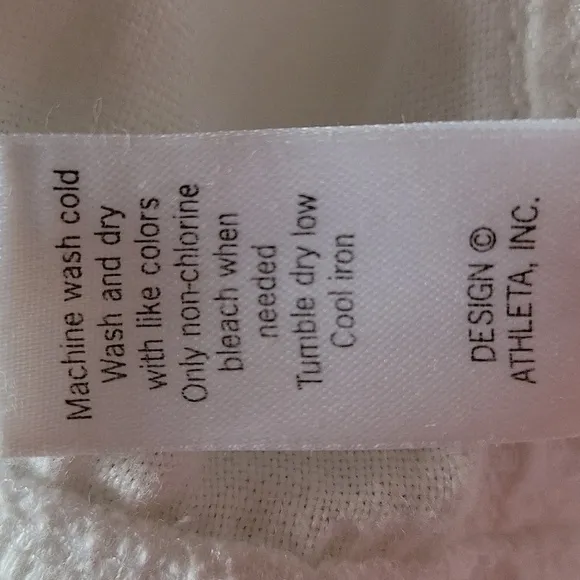 Machine wash cold
Wash and dry
with like colors
Only non-chlorine
bleach when
needed
Tumble dry low
Cool iron
DESIGN ©
ATHLETA, INC.